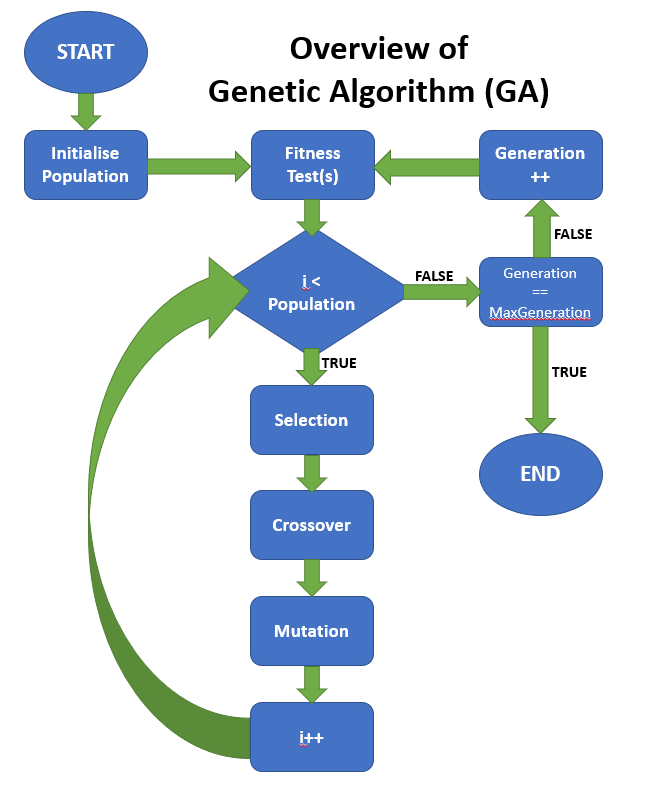 START
Overview of
Genetic Algorithm (GA)
Initialise
Population
Fitness
Test(s)
Generation
++
FALSE
i <
Population
FALSE
Generation
==
MaxGeneration
TRUE
TRUE
Selection
END
Crossover
Mutation
i++